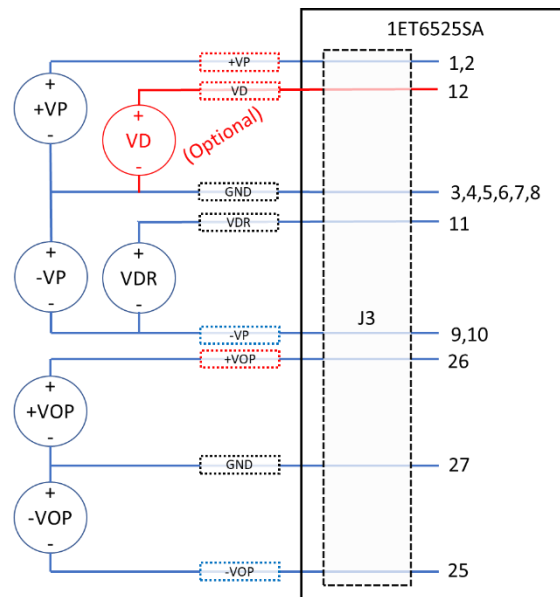 1ET6525SA
+VP
1,2
VD
12
+
+VP
-
+
VD
-
(Optional)
GND
3,4,5,6,7,8
VDR
11
+
-VP
-
+
VDR
-
J3
-VP
9,10
+VOP
26
+
+VOP
-
GND
27
+
-VOP
-
-VOP
25